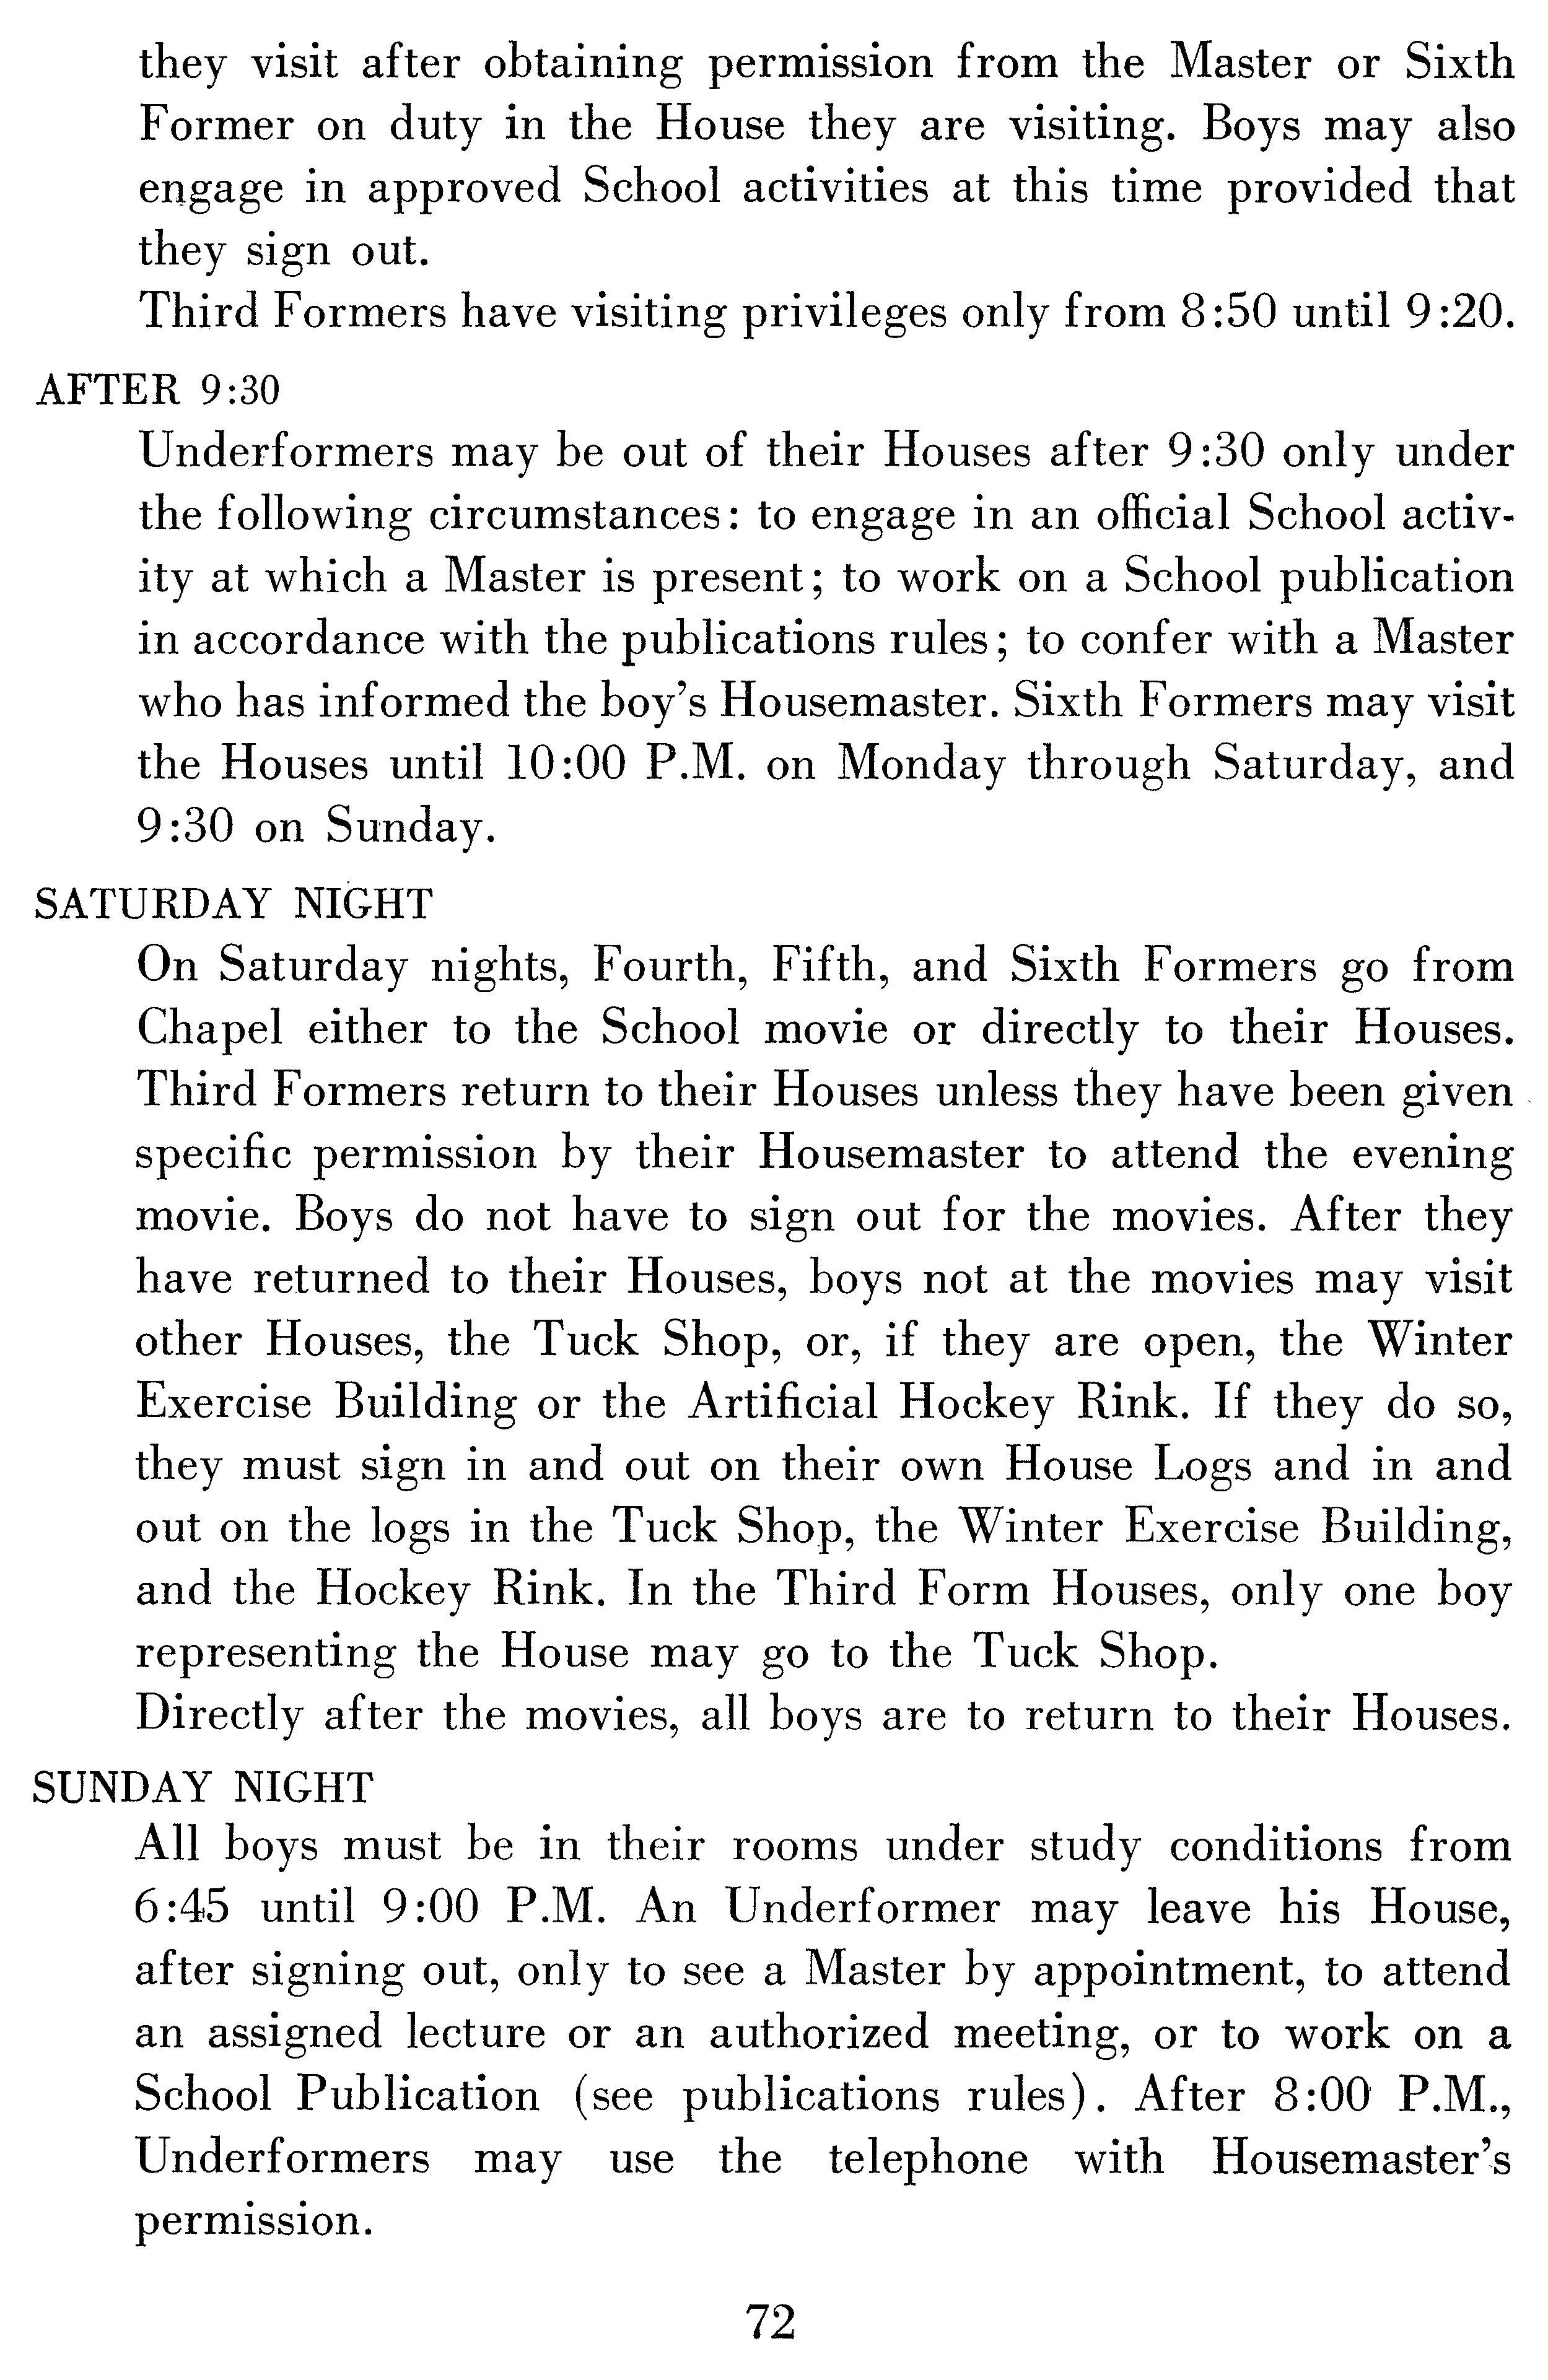 they visit after obtaining permission from the Master or Sixth
Former on duty in the House they are visiting. Boys may also
engage in approved School activities at this time provided that
they sign out.
Third Formers have visiting privileges only from 8:50 until 9:20.
AFTER 9:30
Underformers may be out of their Houses after 9:30 only under
the following circumstances: to engage in an official School activ-
ity at which a Master is present; to work on a School publication
in accordance with the publications rules; to confer with a Master
who has informed the boy's Housemaster. Sixth Formers may visit
the Houses until 10:00 P.M. on Monday through Saturday, and
9:30 on Sunday.
SATURDAY NIGHT
On Saturday nights, Fourth, Fifth, and Sixth Formers go from
Chapel either to the School movie or directly to their Houses.
Third Formers return to their Houses unless they have been given
specific permission by their Housemaster to attend the evening
movie. Boys do not have to sign out for the movies. After they
have returned to their Houses, boys not at the movies may visit
other Houses, the Tuck Shop, or, if they are open, the Winter
Exercise Building or the Artificial Hockey Rink. If they do so,
they must sign in and out on their own House Logs and in and
out on the logs in the Tuck Shop, the Winter Exercise Building,
and the Hockey Rink. In the Third Form Houses, only one boy
representing the House may go to the Tuck Shop.
Directly after the movies, all boys are to return to their Houses.
SUNDAY NIGHT
All boys must be in their rooms under study conditions from
6:45 until 9:00 P.M. An Underformer may leave his House,
after signing out, only to see a Master by appointment, to attend
an assigned lecture or an authorized meeting, or to work on a
School Publication (see publications rules). After 8:00 P.M.,
Underformers may use the telephone with Housemaster's
permission.
72